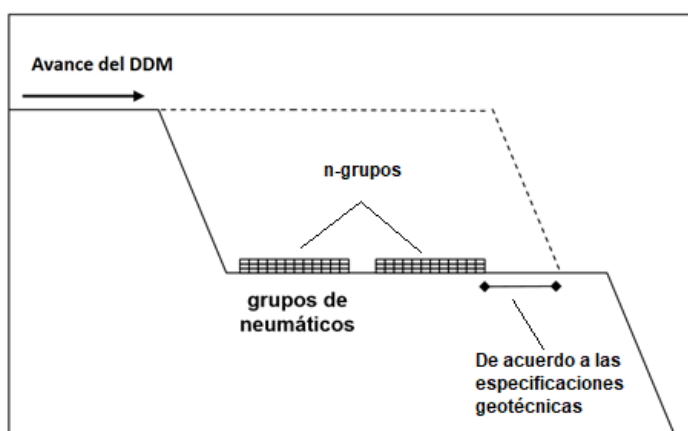 Avance del DDM
n-grupos
grupos de
neumáticos
De acuerdo a las
especificaciones
geotécnicas